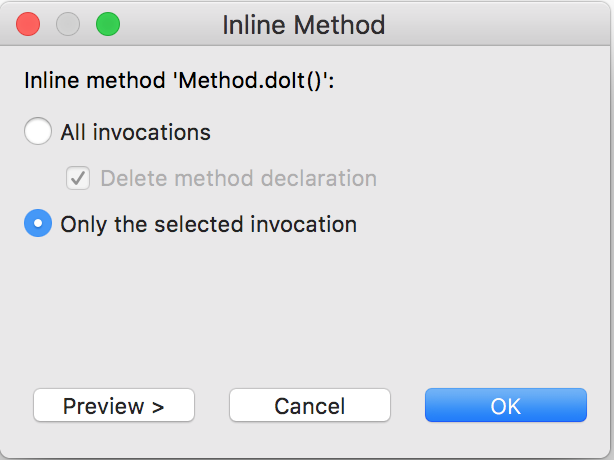 Inline Method
Inline method 'Method.doIt()':
All invocations
Delete method declaration
Only the selected invocation
Preview >
Cancel
OK